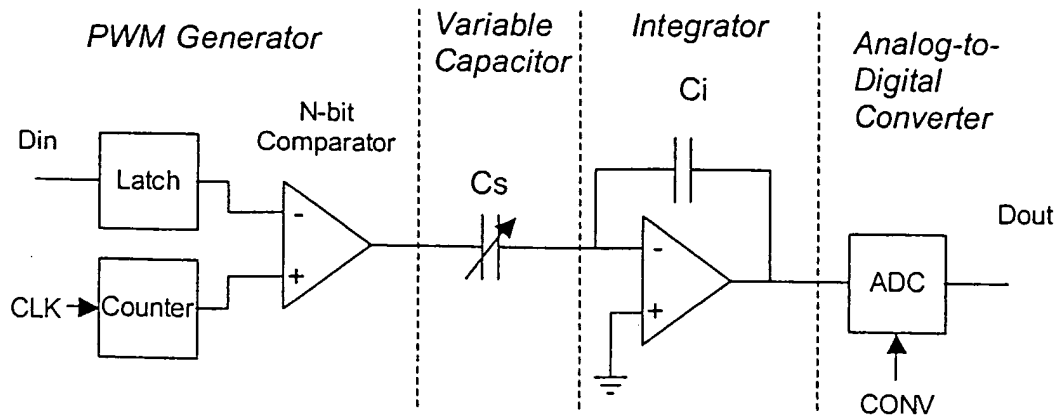 PWM Generator
Variable
Capacitor
Integrator
Analog-to-
Digital
Converter
Din
Latch
N-bit
Comparator
-
+
CLK
Counter
Cs
Ci
-
+
ADC
Dout
CONV